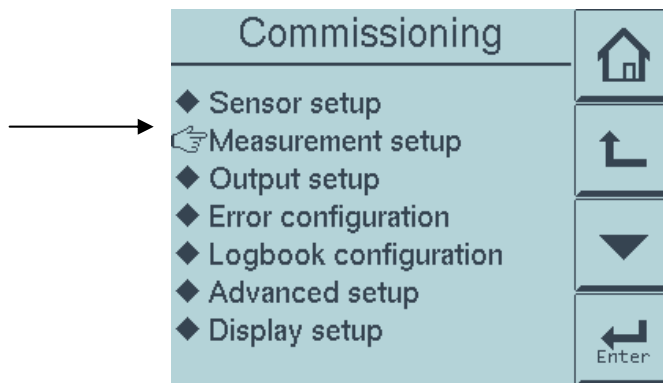 Commissioning
Sensor setup
Measurement setup
Output setup
Error configuration
Logbook configuration
Advanced setup
Display setup
Enter